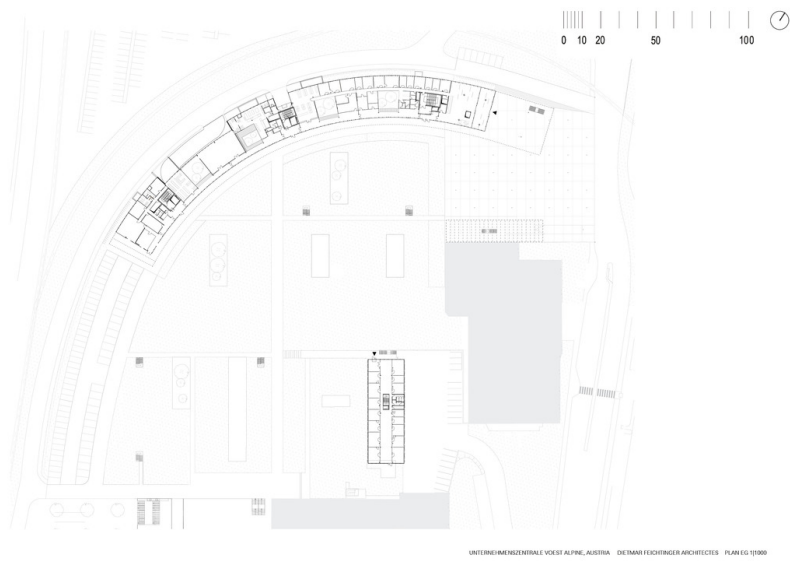 0 10 20 50 100
UNTERNEHMENSZENTRALE VOEST ALPINE, AUSTRIA DIETMAR FEICHTINGER ARCHITECTES PLAN EG 1|1000